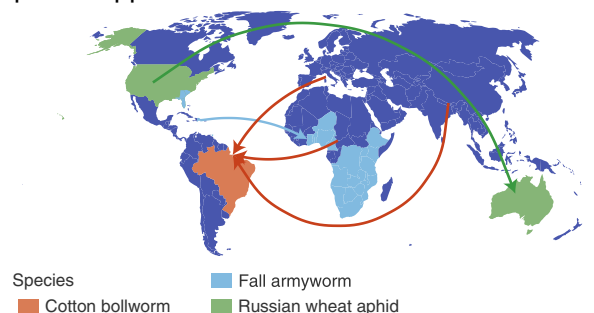 Species
Fall armyworm
Cotton bollworm
Russian wheat aphid